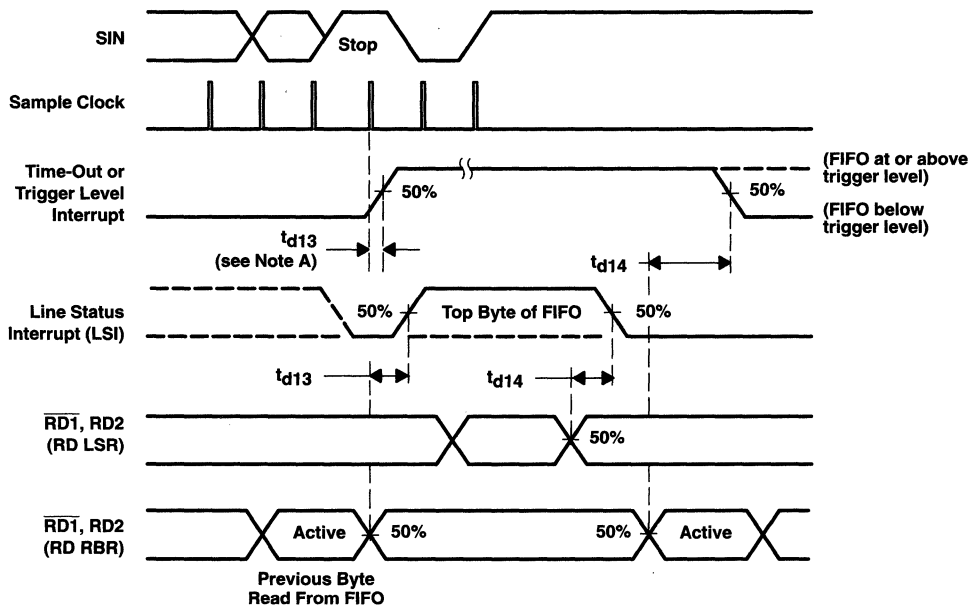 SIN
Stop
Sample Clock
Time-Out or
Trigger Level
Interrupt
50%
50%
(FIFO at or above
trigger level)
(FIFO below
trigger level)
td13
(see Note A)
td14
Line Status
Interrupt (LSI)
50%
Top Byte of FIFO
50%
td13
td14
RD1, RD2
(RD LSR)
50%
RD1, RD2
(RD RBR)
Active
50%
50%
Active
Previous Byte
Read From FIFO